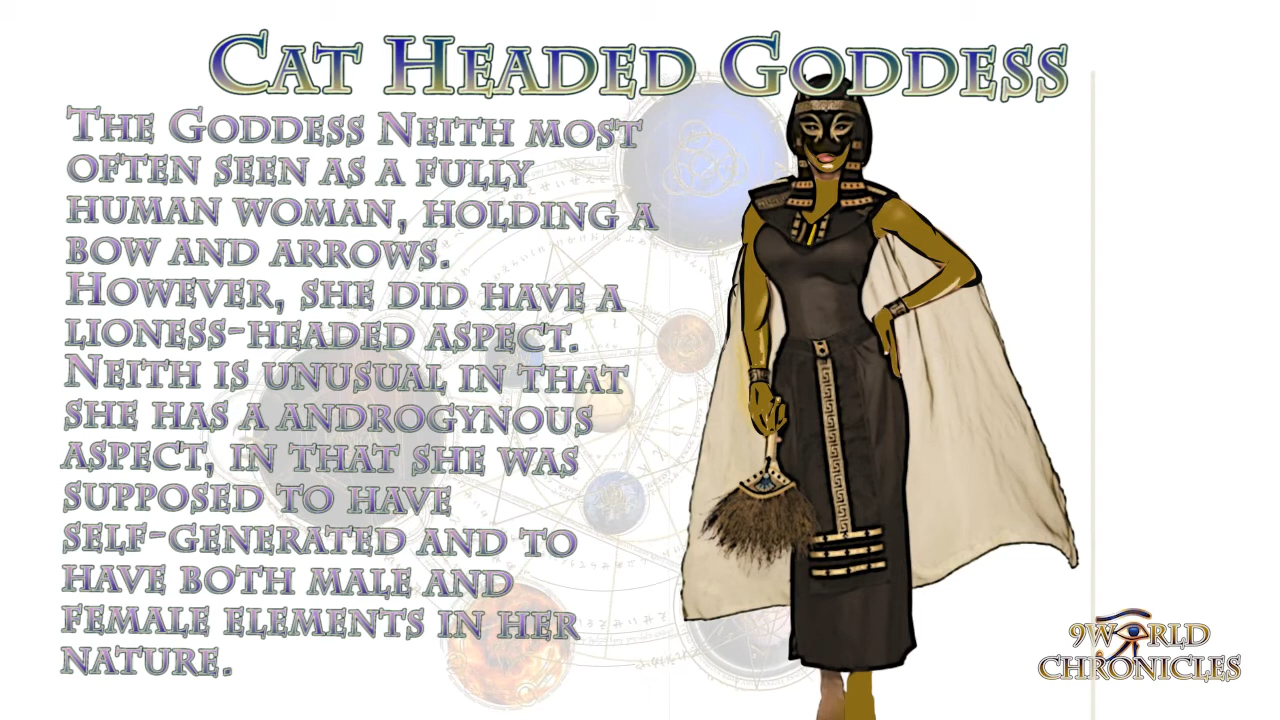 Cat Headed Goddess
The Goddess Neith most
often seen as a fully
human woman, holding a
bow and arrows.
However, she did have a
lioness-headed aspect.
Neith is unusual in that
she has a androgynous
aspect, in that she was
supposed to have
self-generated and to
have both male and
female elements in her
nature.
9World
Chronicles